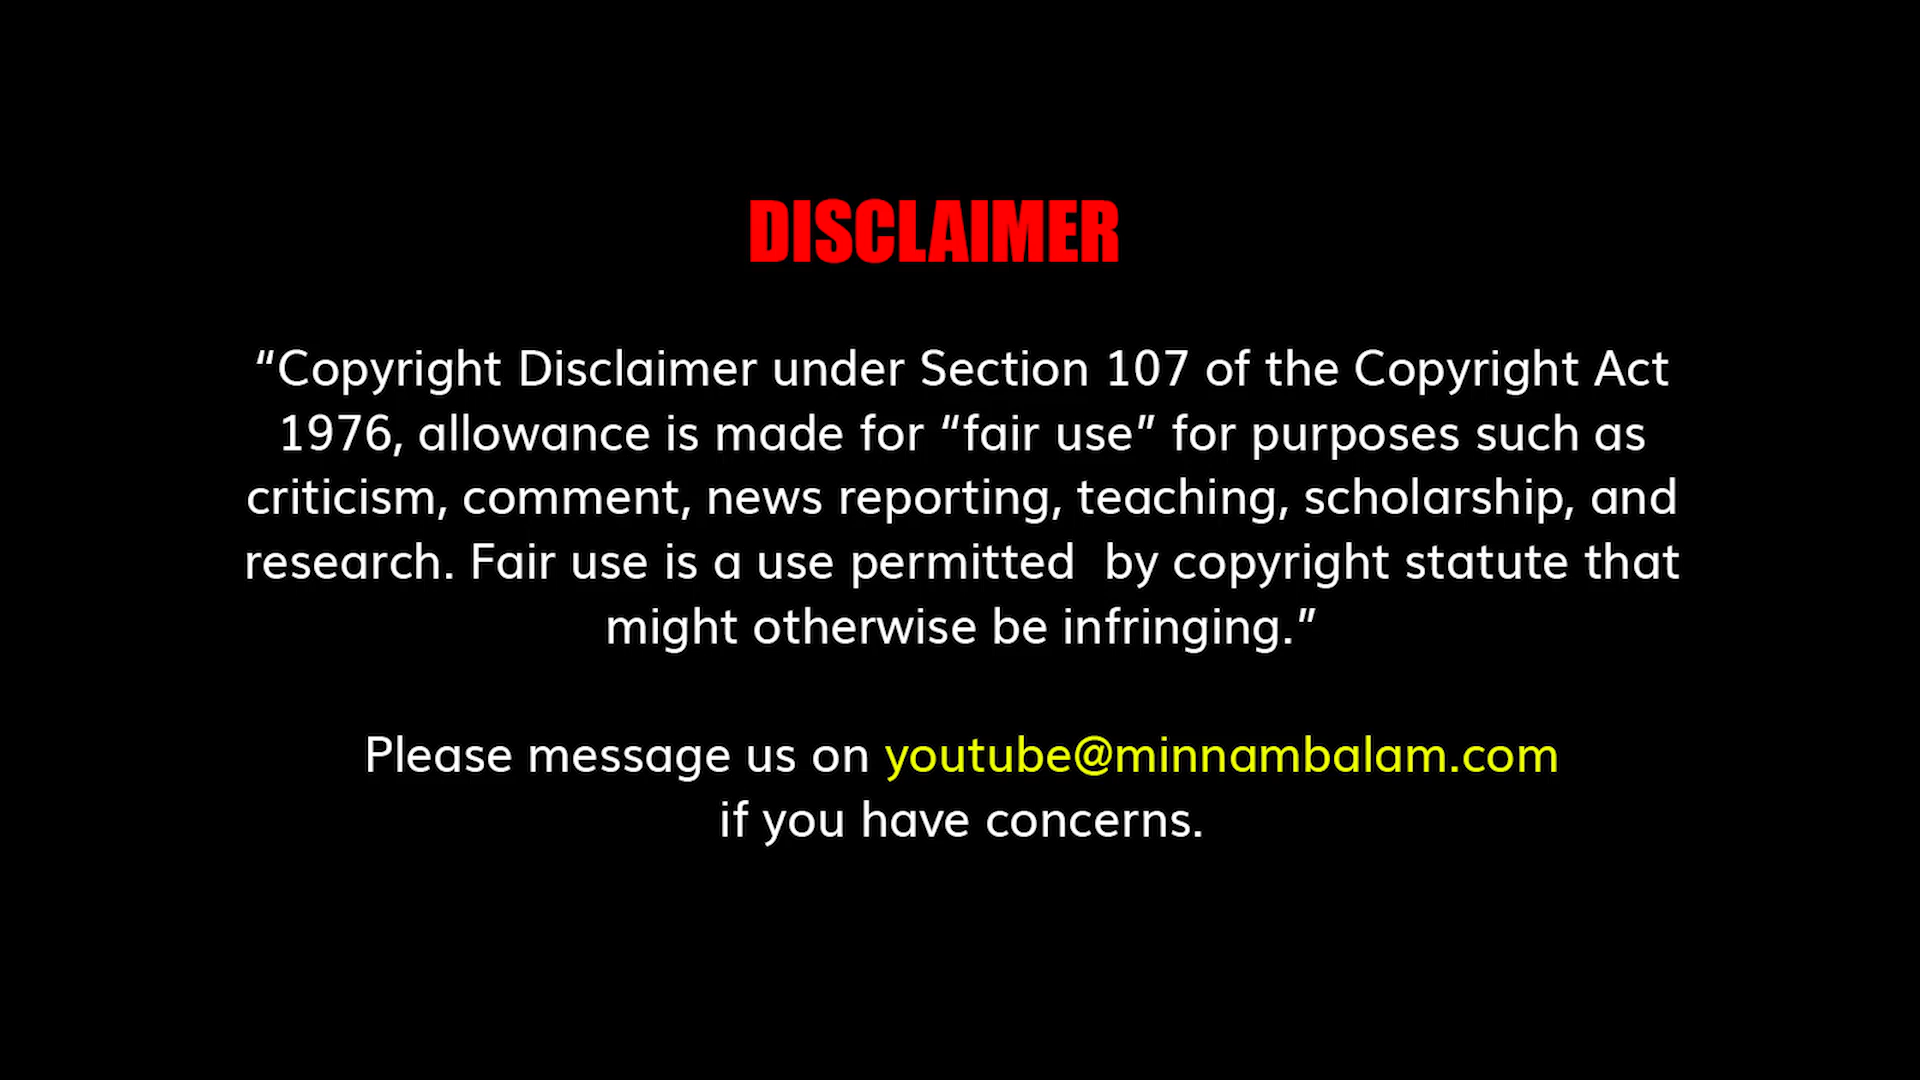 DISCLAIMER
“Copyright Disclaimer under Section 107 of the Copyright Act
1976, allowance is made for “fair use” for purposes such as
criticism, comment, news reporting, teaching, scholarship, and
research. Fair use is a use permitted  by copyright statute that
might otherwise be infringing.”
Please message us on youtube@minnambalam.com
if you have concerns.